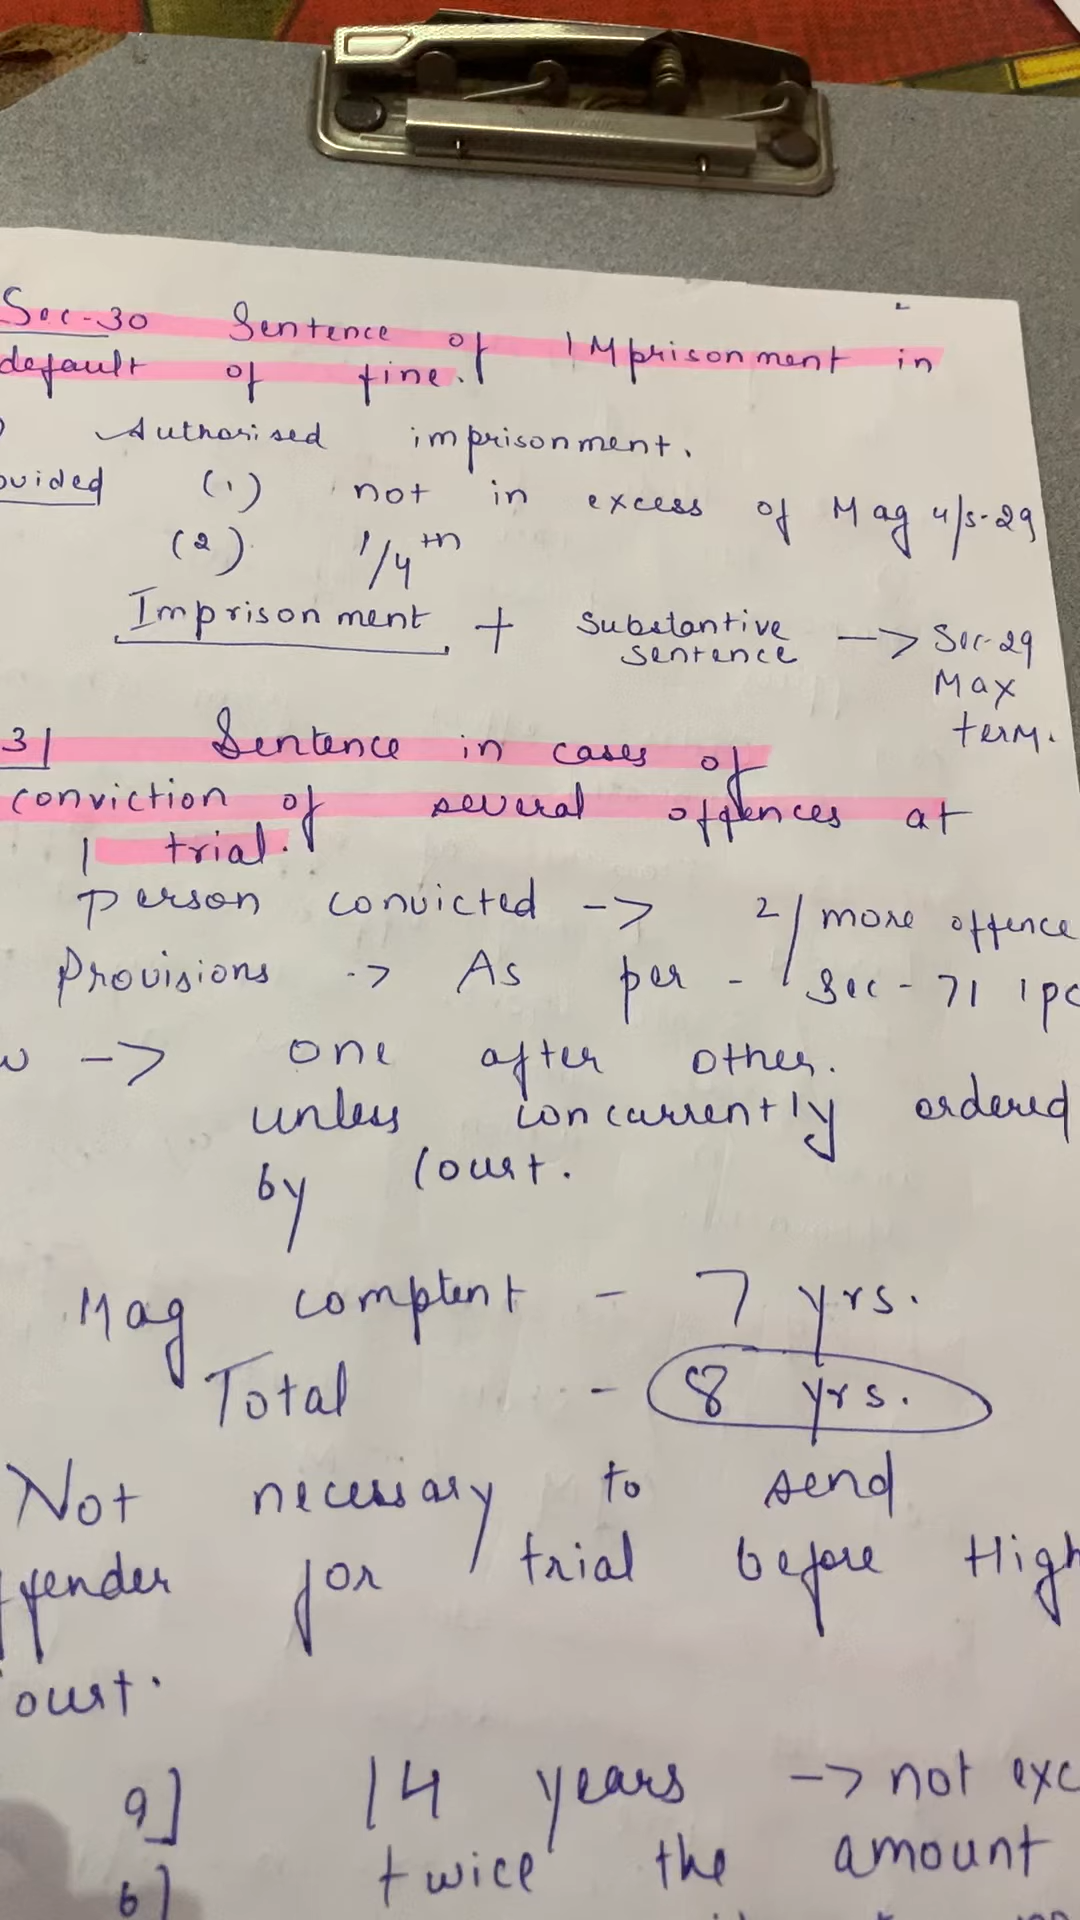 Sec-30 Sentence of Imprisonment in
default of fine.
Authorised imprisonment.
(1) not in excess of Mag u/s-29
(2) 1/4th
Imprisonment + Substantive sentence -> Sec-29
Max
term.
31 Sentence in cases of
conviction of several offences at
1 trial.
person convicted -> 2/more offence
Provisions -> As per - Sec-71 IPC
-> one after other.
unless concurrently ordered
by Court.
Mag comptent - 7 yrs.
Total - 8 yrs.
Not necessary to send
for trial before High
a] 14 years -> not exc
b] twice the amount